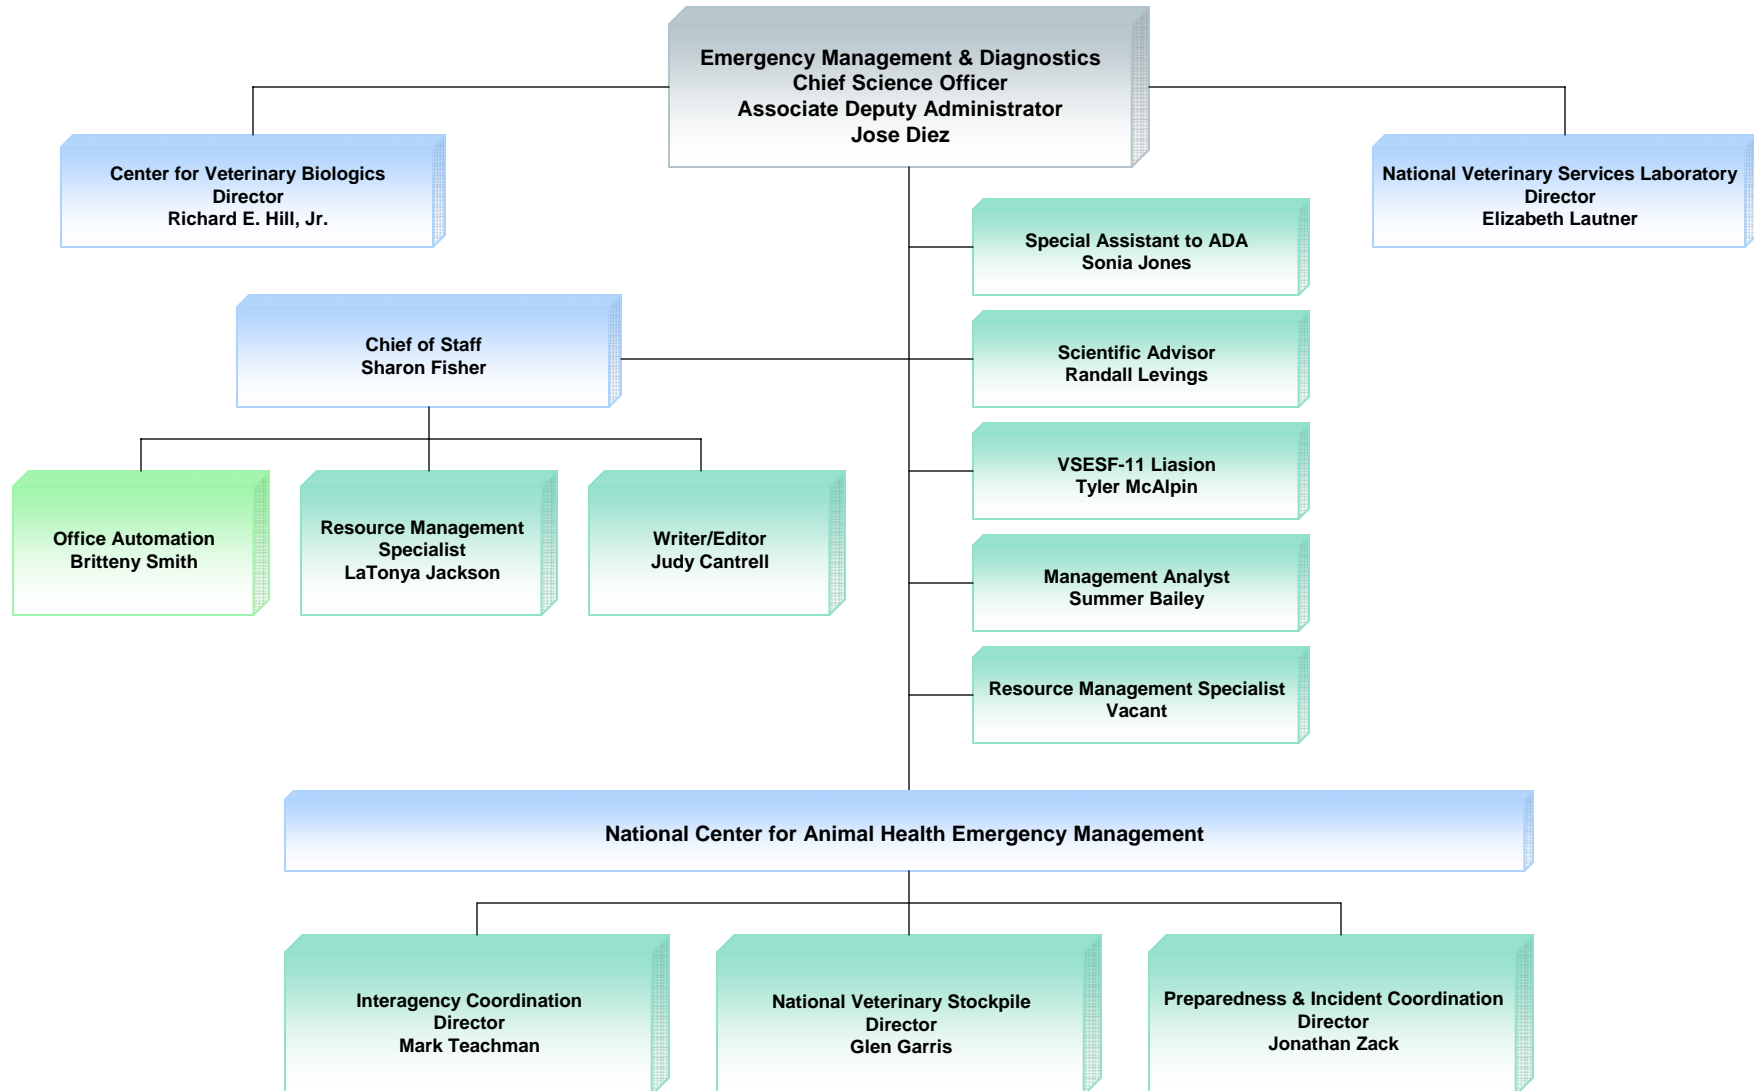 Emergency Management & Diagnostics
Chief Science Officer
Associate Deputy Administrator
Jose Diez
Center for Veterinary Biologics
Director
Richard E. Hill, Jr.
National Veterinary Services Laboratory
Director
Elizabeth Lautner
Special Assistant to ADA
Sonia Jones
Chief of Staff
Sharon Fisher
Scientific Advisor
Randall Levings
VSESF-11 Liasion
Tyler McAlpin
Office Automation
Britteny Smith
Resource Management
Specialist
LaTonya Jackson
Writer/Editor
Judy Cantrell
Management Analyst
Summer Bailey
Resource Management Specialist
Vacant
National Center for Animal Health Emergency Management
Interagency Coordination
Director
Mark Teachman
National Veterinary Stockpile
Director
Glen Garris
Preparedness & Incident Coordination
Director
Jonathan Zack